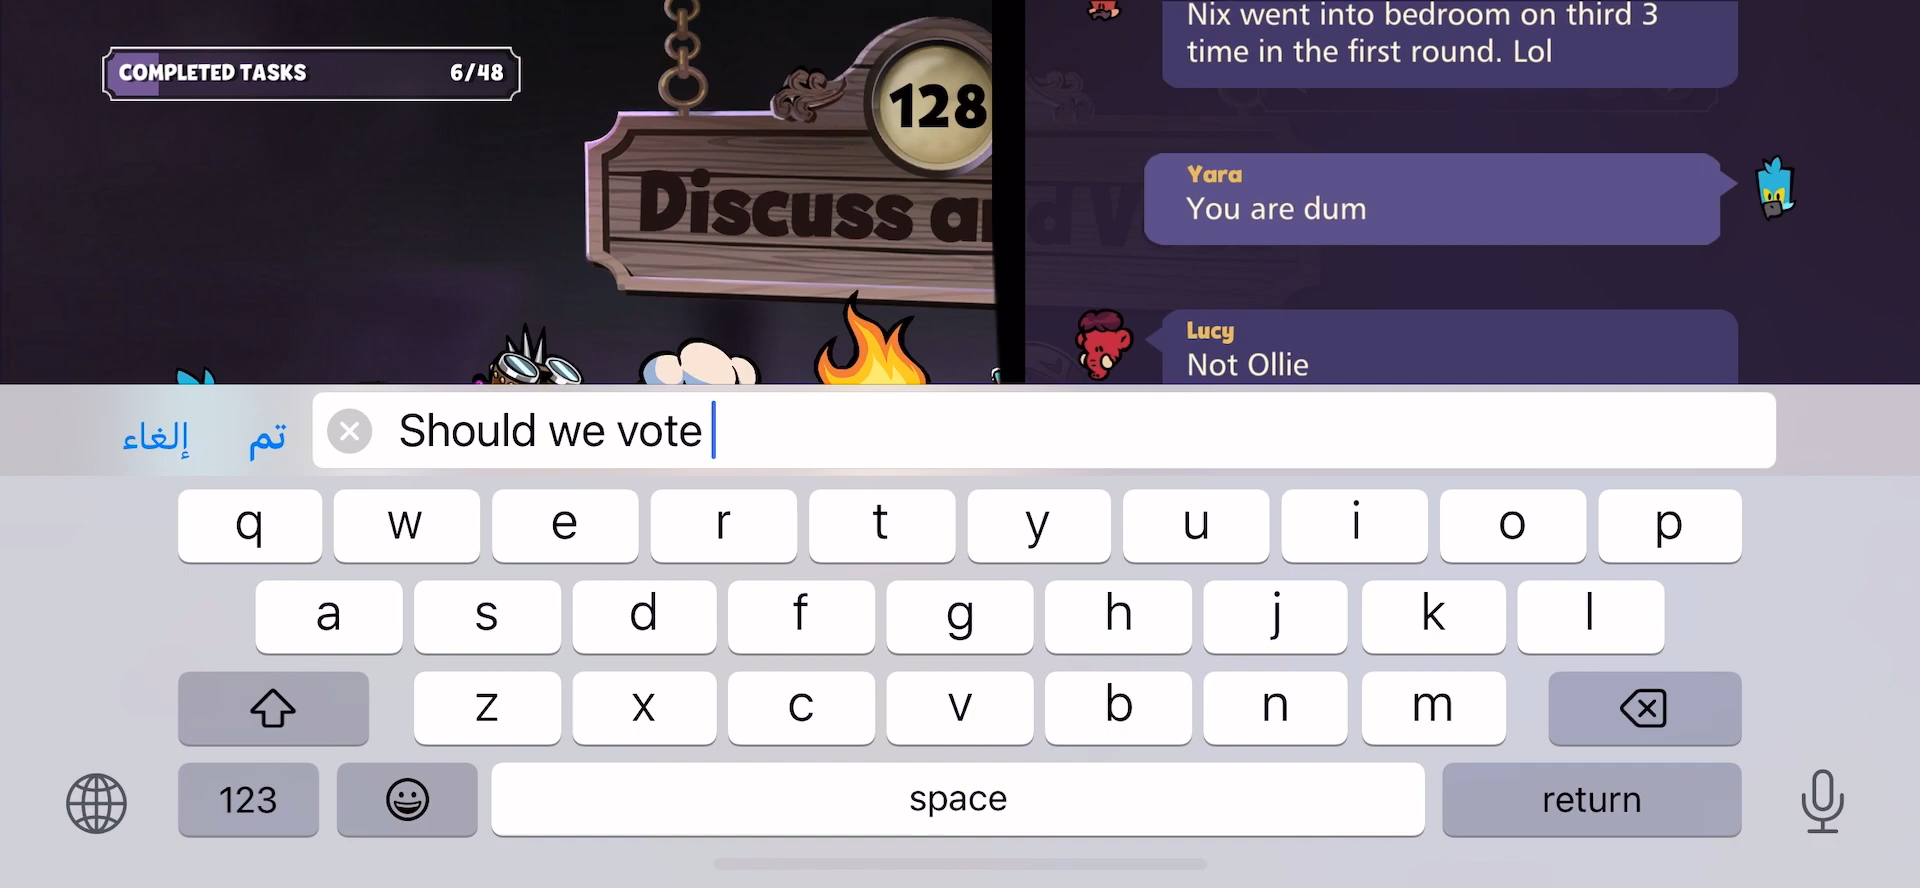 COMPLETED TASKS 6/48
128
Discuss and V
Nix went into bedroom on third 3
time in the first round. Lol
Yara
You are dum
Lucy
Not Ollie
إلغاء تم Should we vote
q w e r t y u i o p
a s d f g h j k l
z x c v b n m
123 space return